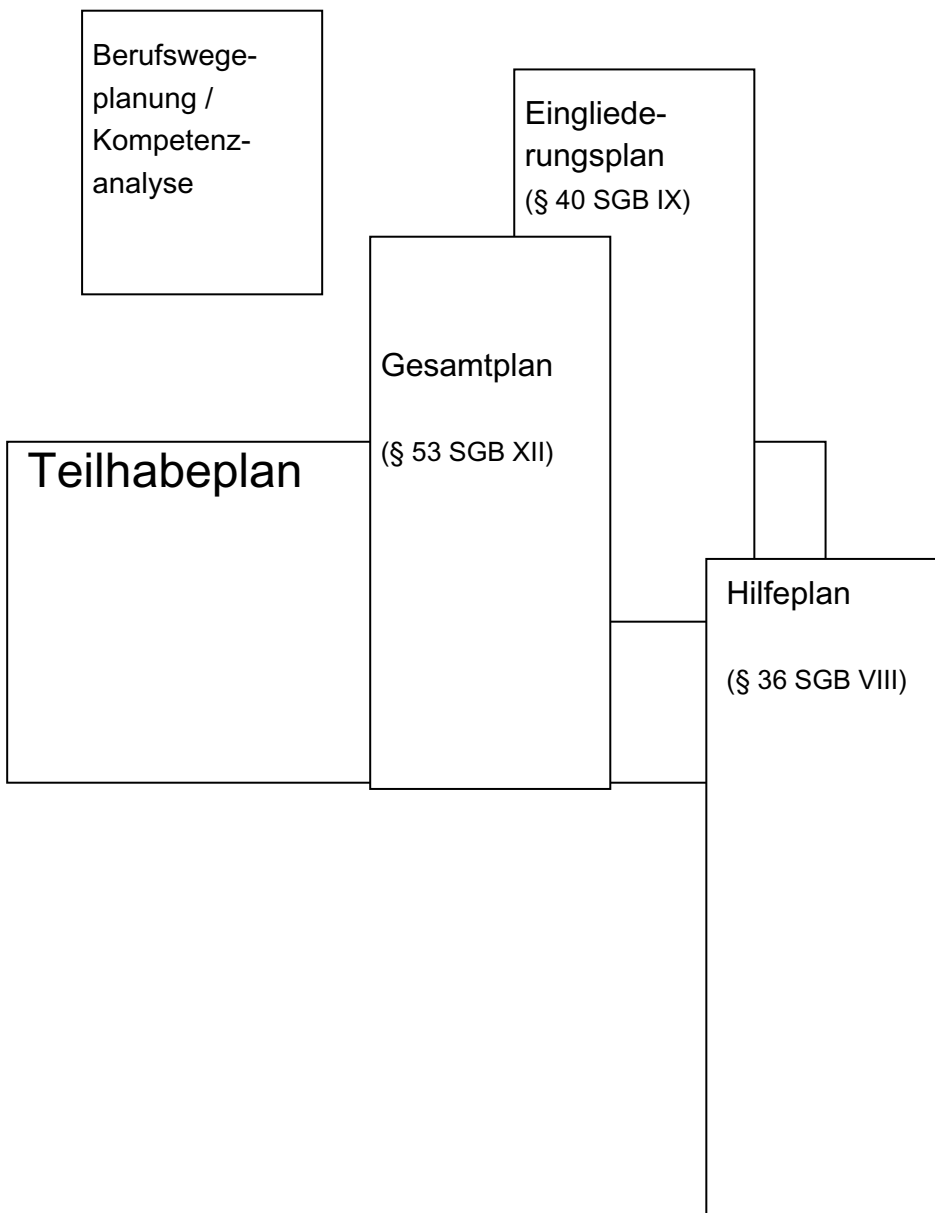 Berufswege-
planung /
Kompetenz-
analyse
Eingliede-
rungsplan
(§ 40 SGB IX)
Gesamtplan
(§ 53 SGB XII)
Teilhabeplan
Hilfeplan
(§ 36 SGB VIII)